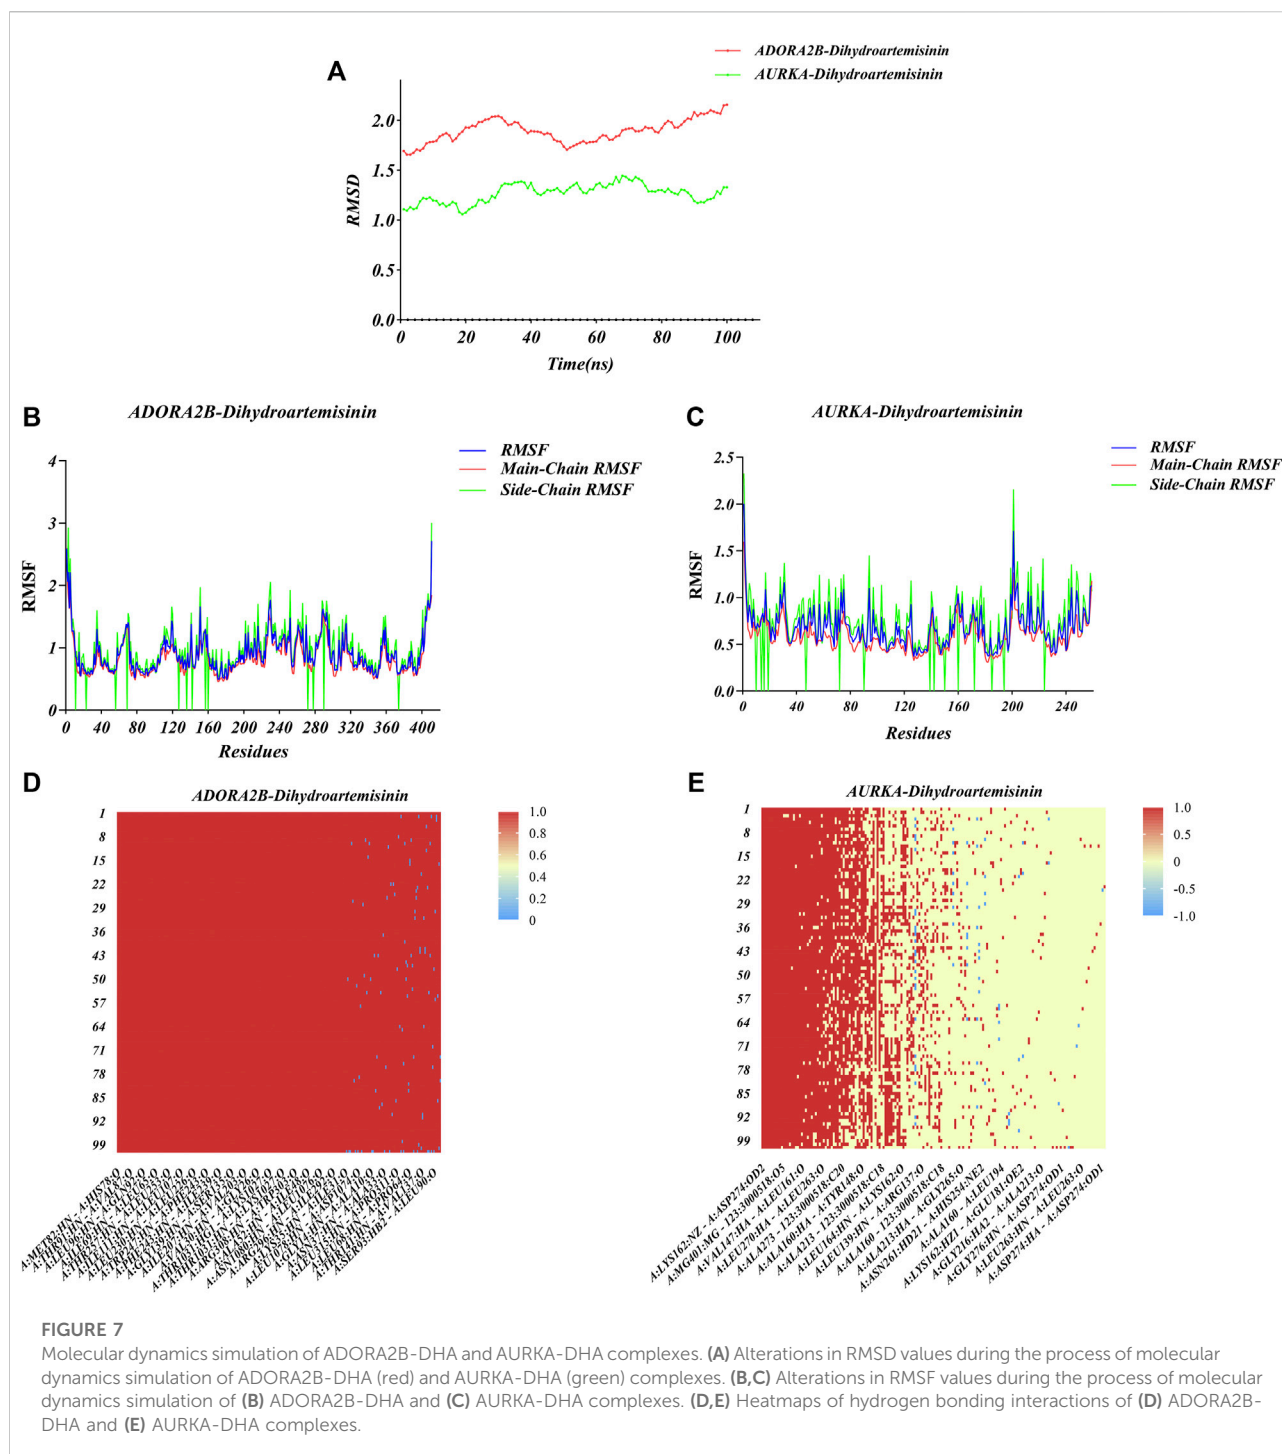 A
ADORA2B-Dihydroartemisinin
AURKA-Dihydroartemisinin
RMSD
2.0
1.5
1.0
0.5
0.0
0 20 40 60 80 100
Time(ns)
B
ADORA2B-Dihydroartemisinin
RMSF
Main-Chain RMSF
Side-Chain RMSF
RMSF
4
3
2
1
0
0 40 80 120 160 200 240 280 320 360 400
Residues
C
AURKA-Dihydroartemisinin
RMSF
Main-Chain RMSF
Side-Chain RMSF
RMSF
2.5
2.0
1.5
1.0
0.5
0.0
0 40 80 120 160 200 240
Residues
D
ADORA2B-Dihydroartemisinin
1
8
15
22
29
36
43
50
57
64
71
78
85
92
99
1.0
0.8
0.6
0.4
0.2
0
A:MET82:HN - A:HIS78:O
A:SER93:HB2 - A:LEU90:O
E
AURKA-Dihydroartemisinin
1
8
15
22
29
36
43
50
57
64
71
78
85
92
99
1.0
0.5
0
-0.5
-1.0
A:LYS162:NZ - A:ASP274:OD2
A:MG401:MG - 123:3000518:O5
A:VAL147:HA - A:LEU161:O
A:LEU270:HA - A:LEU263:O
A:ALA273 - 123:3000518:C20
A:ALA160:HA - A:TYR148:O
A:ALA213 - 123:3000518:C18
A:LEU164:HN - A:LYS162:O
A:LEU139:HN - A:ARG137:O
A:ALA160 - 123:3000518:C18
A:ALA213:HA - A:GLY265:O
A:ASN261:HD21 - A:HIS254:NE2
A:ALA160 - A:LEU194
A:LYS162:HZ1 - A:GLU181:OE2
A:GLY216:HA2 - A:ALA213:O
A:GLY276:HN - A:ASP274:OD1
A:LEU263:HN - A:LEU263:O
A:ASP274:HA - A:ASP274:OD1
FIGURE 7
Molecular dynamics simulation of ADORA2B-DHA and AURKA-DHA complexes. (A) Alterations in RMSD values during the process of molecular
dynamics simulation of ADORA2B-DHA (red) and AURKA-DHA (green) complexes. (B,C) Alterations in RMSF values during the process of molecular
dynamics simulation of (B) ADORA2B-DHA and (C) AURKA-DHA complexes. (D,E) Heatmaps of hydrogen bonding interactions of (D) ADORA2B-
DHA and (E) AURKA-DHA complexes.